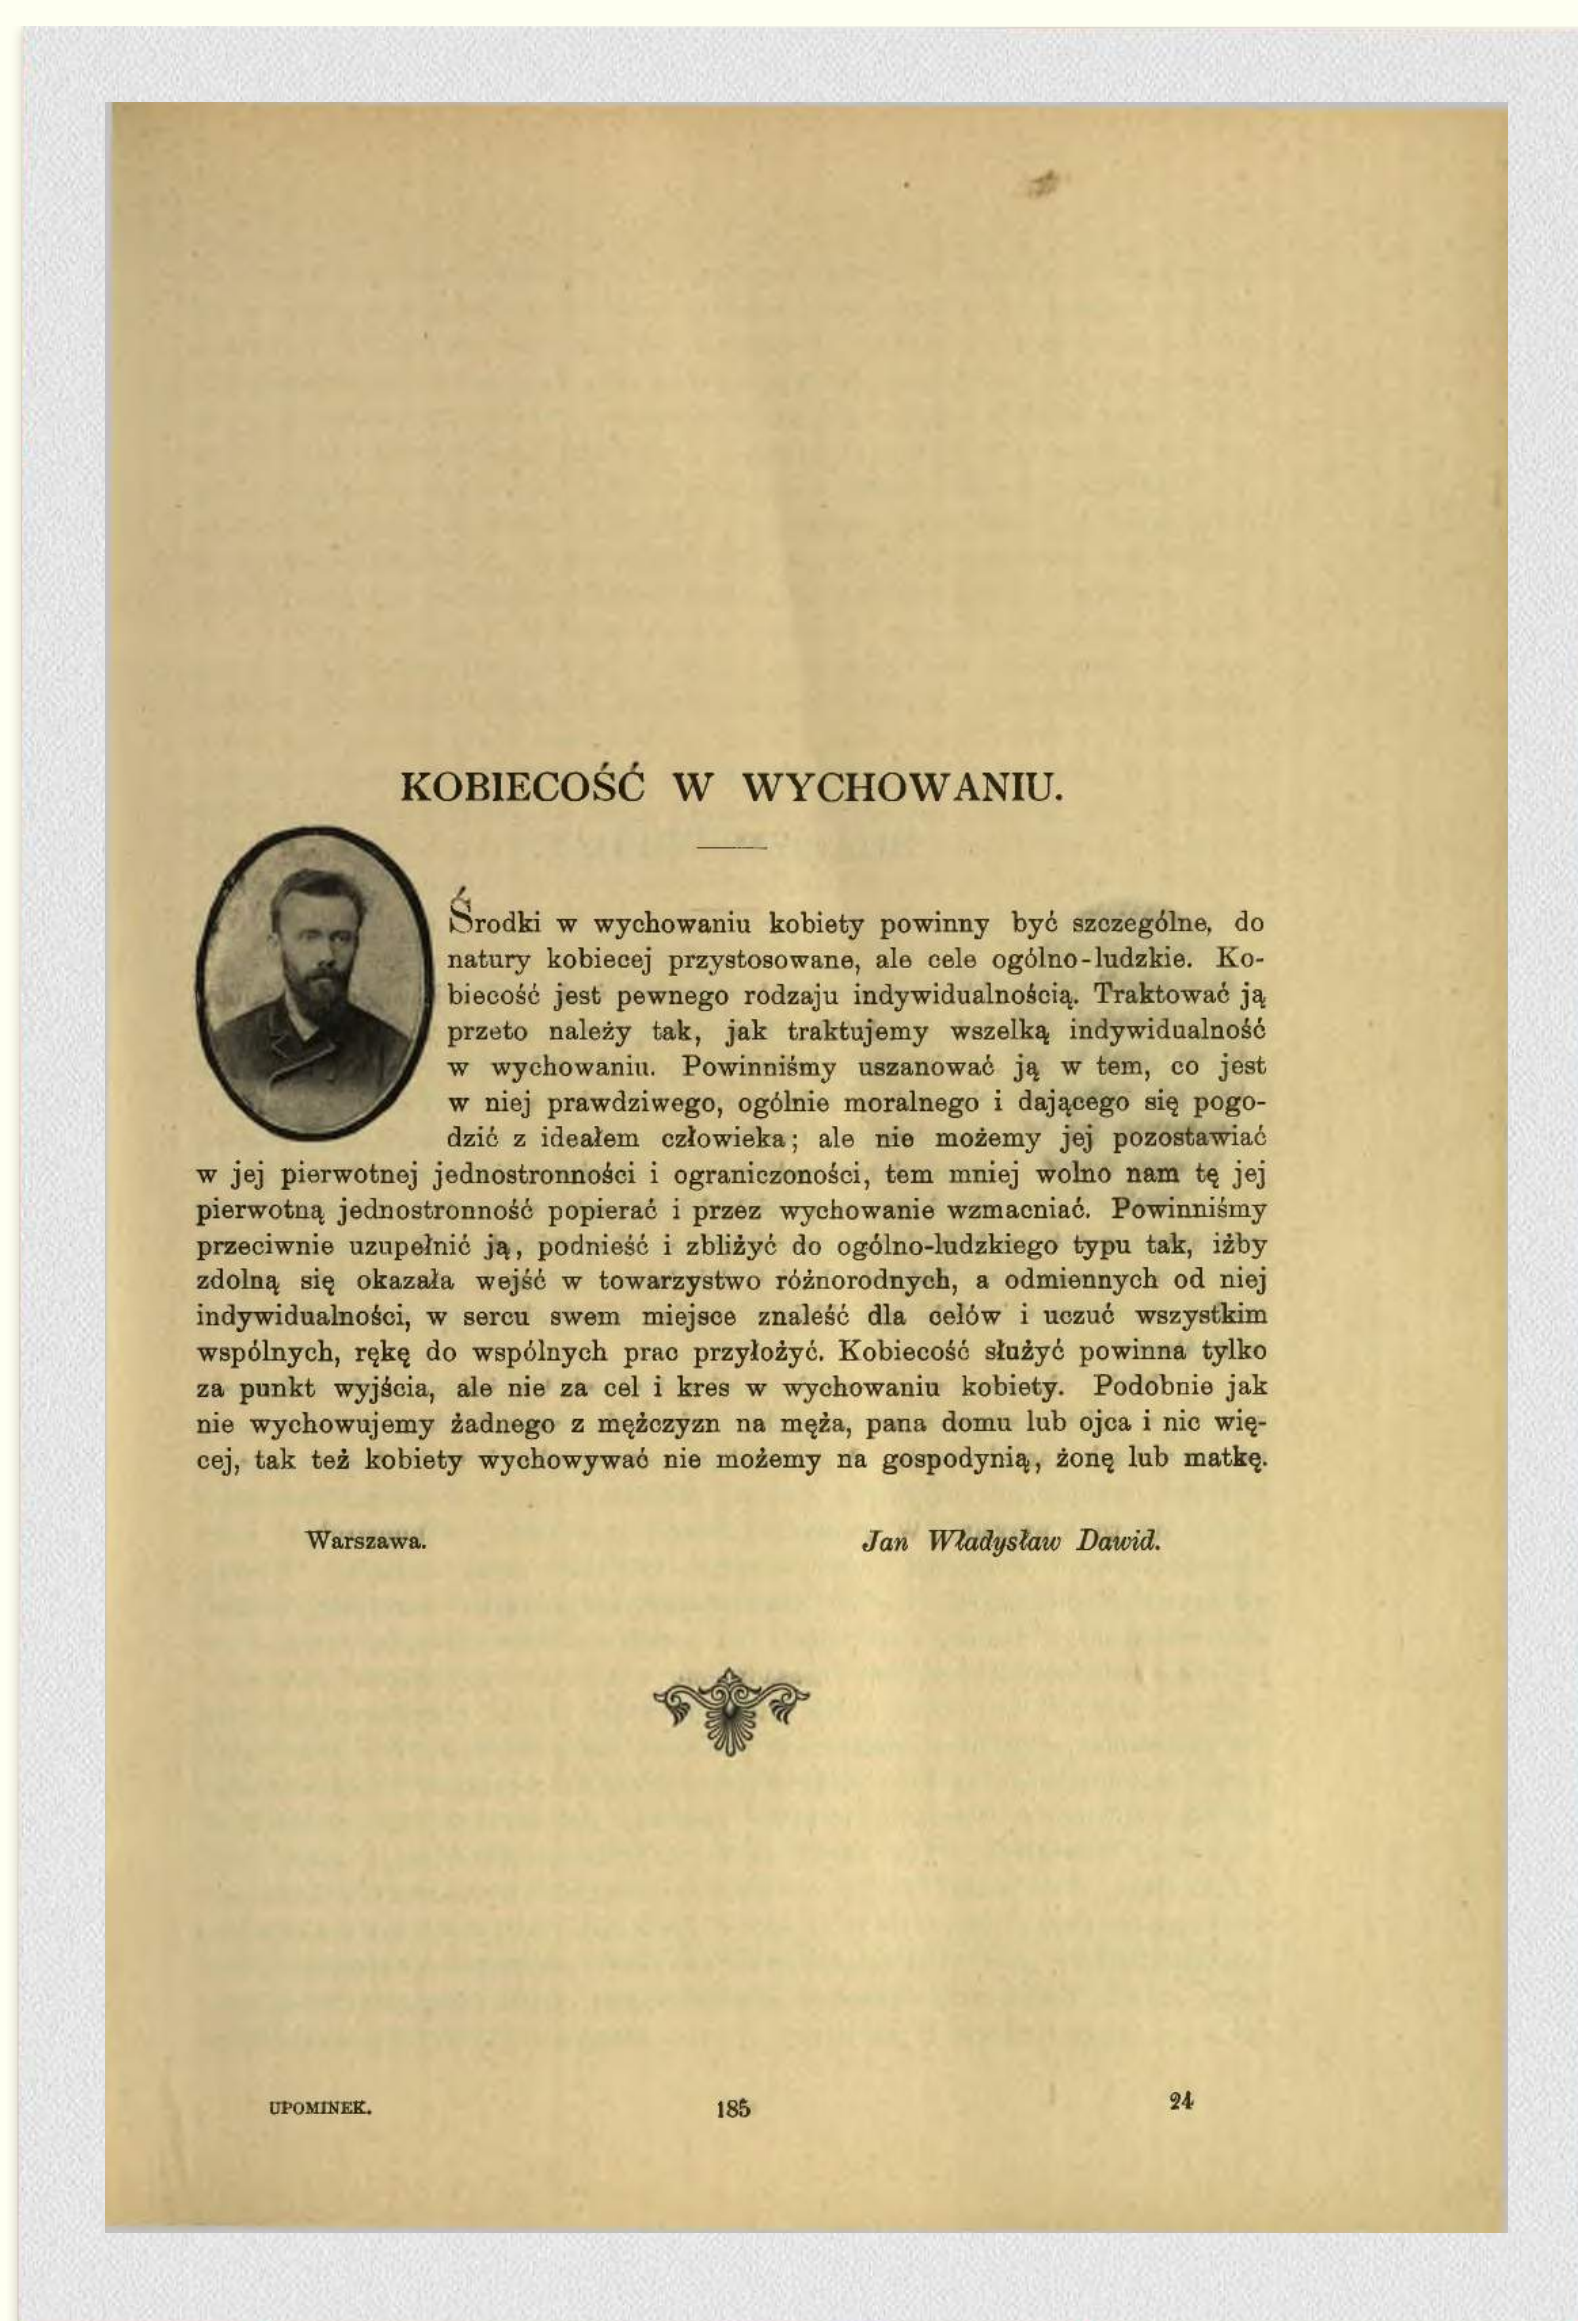 KOBIECOŚĆ W WYCHOWANIU.
Środki w wychowaniu kobiety powinny być szczególne, do
natury kobiecej przystosowane, ale cele ogólno-ludzkie. Ko-
biecość jest pewnego rodzaju indywidualnością. Traktować ją
przeto należy tak, jak traktujemy wszelką indywidualność
w wychowaniu. Powinniśmy uszanować ją w tem, co jest
w niej prawdziwego, ogólnie moralnego i dającego się pogo-
dzić z ideałem człowieka; ale nie możemy jej pozostawiać
w jej pierwotnej jednostronności i ograniczoności, tem mniej wolno nam tę jej
pierwotną jednostronność popierać i przez wychowanie wzmacniać. Powinniśmy
przeciwnie uzupełnić ją, podnieść i zbliżyć do ogólno-ludzkiego typu tak, iżby
zdolną się okazała wejść w towarzystwo różnorodnych, a odmiennych od niej
indywidualności, w sercu swem miejsce znaleść dla celów i uczuć wszystkim
wspólnych, rękę do wspólnych prac przyłożyć. Kobiecość służyć powinna tylko
za punkt wyjścia, ale nie za cel i kres w wychowaniu kobiety. Podobnie jak
nie wychowujemy żadnego z mężczyzn na męża, pana domu lub ojca i nic wię-
cej, tak też kobiety wychowywać nie możemy na gospodynią, żonę lub matkę.
Warszawa. Jan Władysław Dawid.
UPOMINEK. 185 24